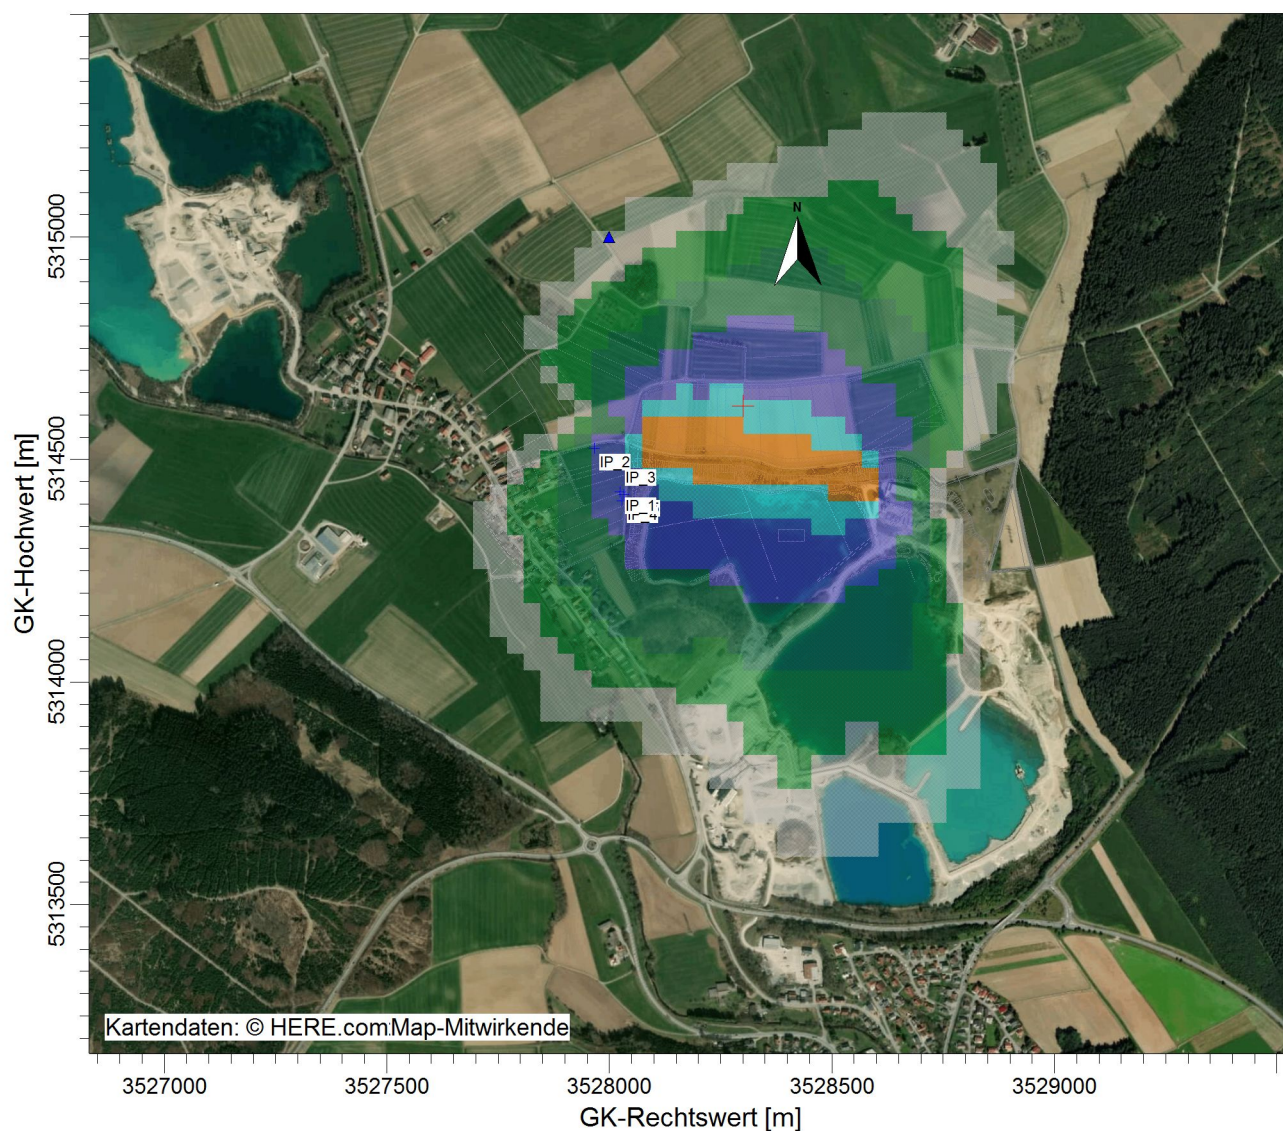 N
IP_2
IP_3
IP_1
IP_4
Kartendaten: © HERE.com Map-Mitwirkende
GK-Hochwert [m]
5315000
5314500
5314000
5313500
3527000 3527500 3528000 3528500 3529000
GK-Rechtswert [m]